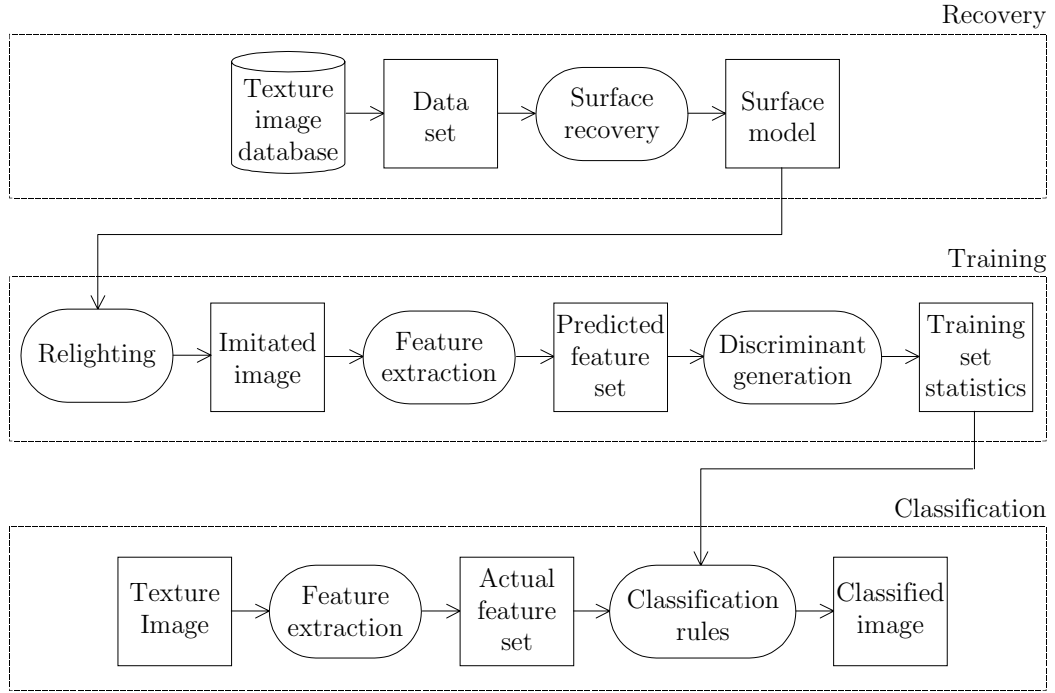 Recovery
Texture
image
database
Data
set
Surface
recovery
Surface
model
Training
Relighting
Imitated
image
Feature
extraction
Predicted
feature
set
Discriminant
generation
Training
set
statistics
Classification
Texture
Image
Feature
extraction
Actual
feature
set
Classification
rules
Classified
image